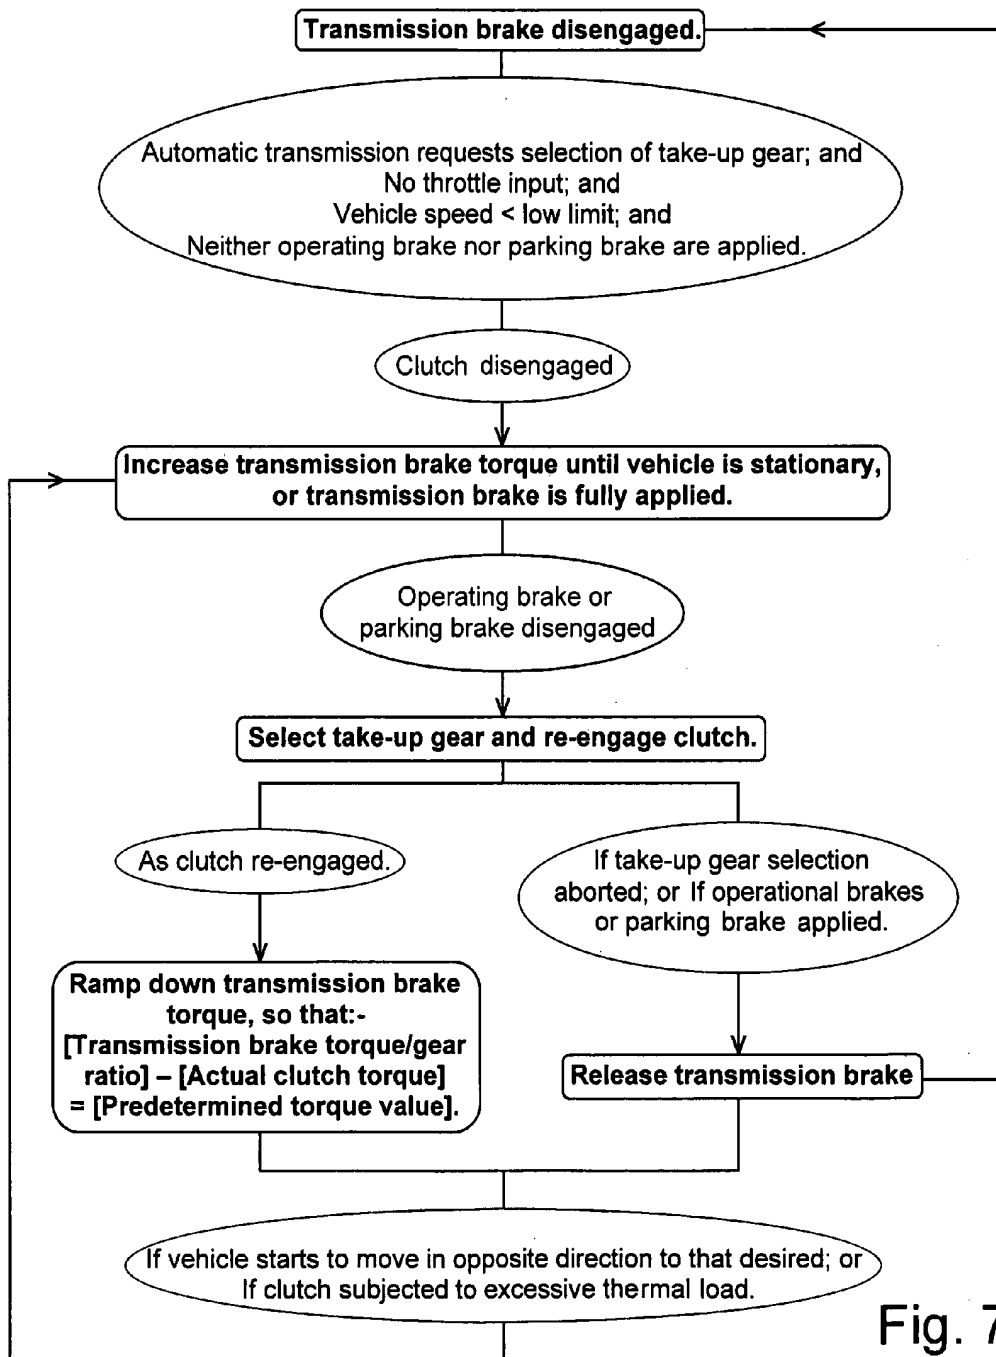 Transmission brake disengaged.
Automatic transmission requests selection of take-up gear; and
No throttle input; and
Vehicle speed < low limit; and
Neither operating brake nor parking brake are applied.
Clutch disengaged
Increase transmission brake torque until vehicle is stationary,
or transmission brake is fully applied.
Operating brake or
parking brake disengaged
Select take-up gear and re-engage clutch.
As clutch re-engaged.
If take-up gear selection
aborted; or If operational brakes
or parking brake applied.
Ramp down transmission brake
torque, so that:-
[Transmission brake torque/gear
ratio] – [Actual clutch torque]
= [Predetermined torque value].
Release transmission brake
If vehicle starts to move in opposite direction to that desired; or
If clutch subjected to excessive thermal load.
Fig. 7